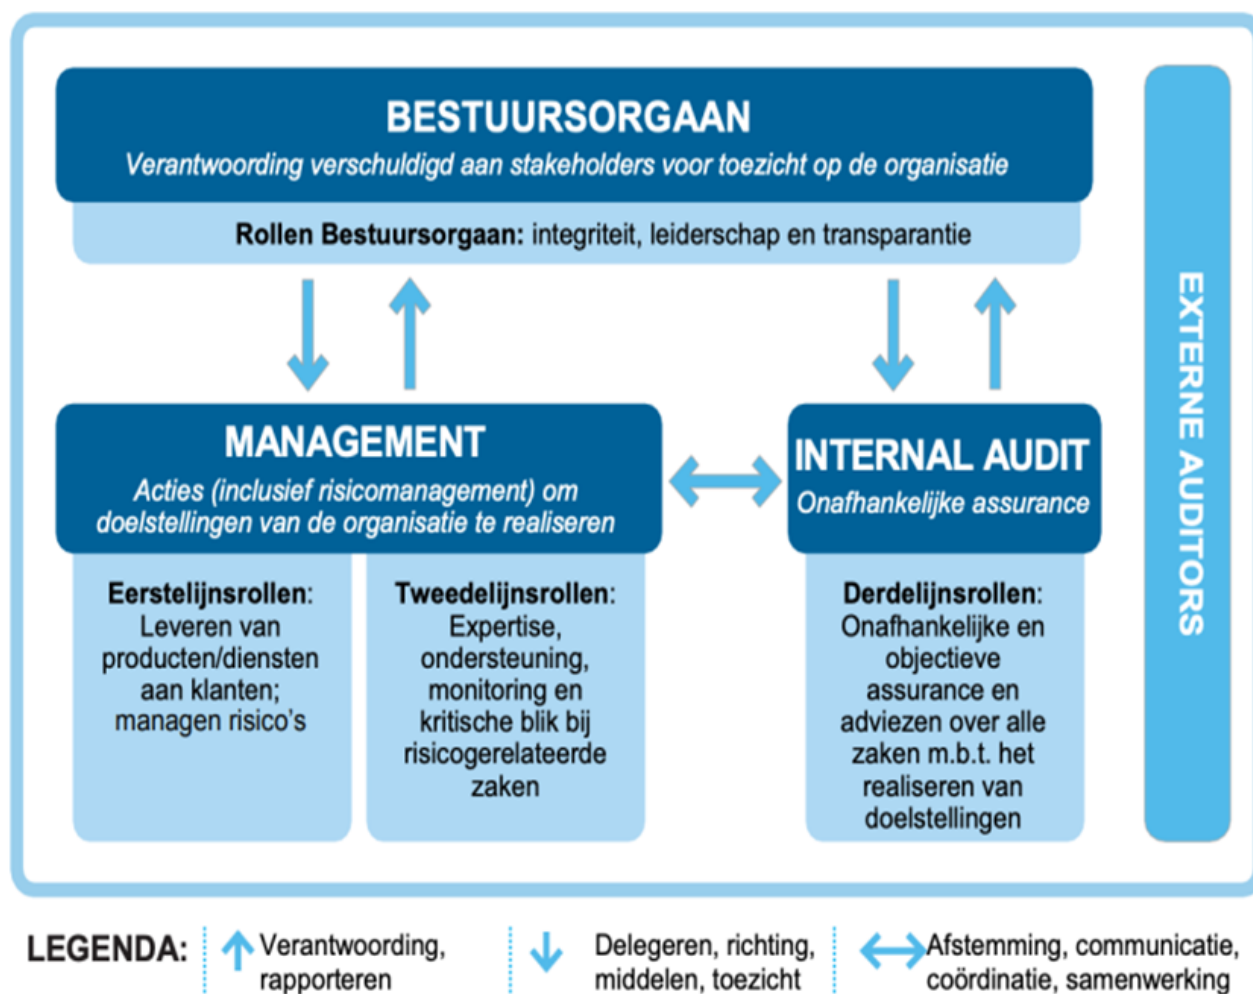 BESTUURSORGAAN
Verantwoording verschuldigd aan stakeholders voor toezicht op de organisatie
Rollen Bestuursorgaan: integriteit, leiderschap en transparantie
MANAGEMENT
Acties (inclusief risicomanagement) om
doelstellingen van de organisatie te realiseren
Eerstelijnsrollen:
Leveren van
producten/diensten
aan klanten;
managen risico's
Tweedelijnsrollen:
Expertise,
ondersteuning,
monitoring en
kritische blik bij
risicogerelateerde
zaken
INTERNAL AUDIT
Onafhankelijke assurance
Derdelijnsrollen:
Onafhankelijke en
objectieve
assurance en
adviezen over alle
zaken m.b.t. het
realiseren van
doelstellingen
EXTERNE AUDITORS
LEGENDA:
Verantwoording,
rapporteren
Delegeren, richting,
middelen, toezicht
Afstemming, communicatie,
coördinatie, samenwerking